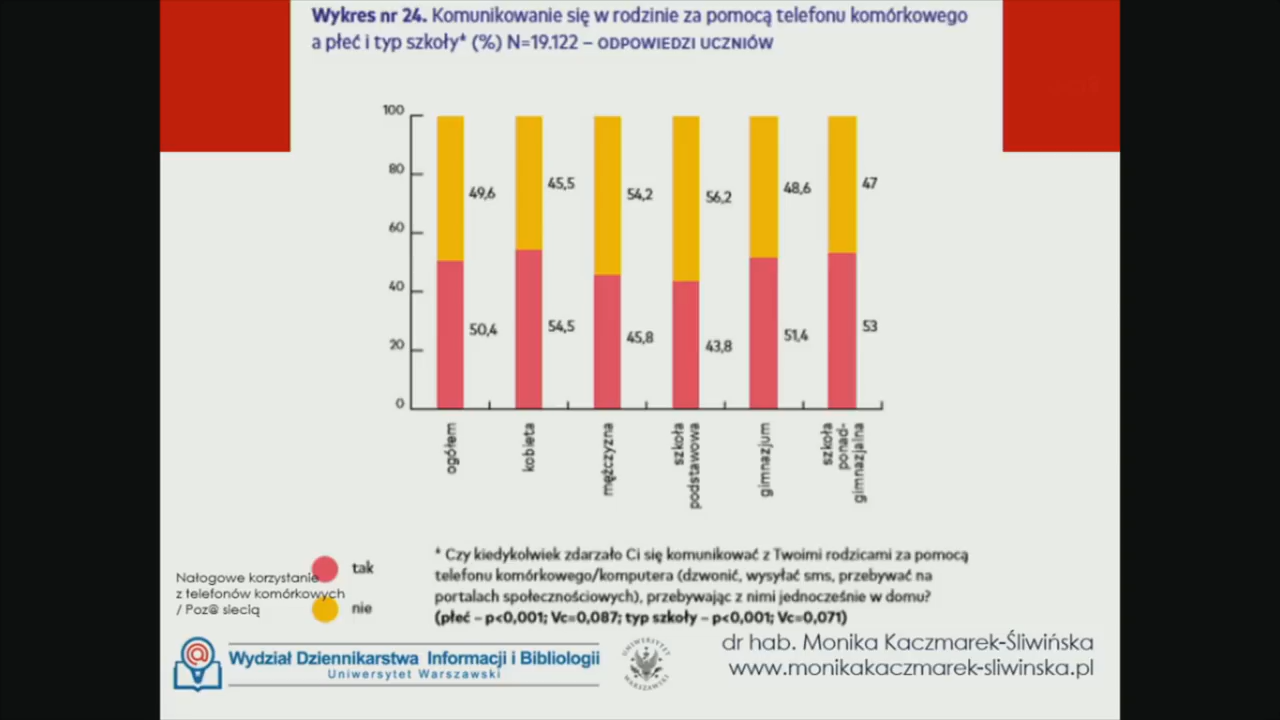 Wykres nr 24. Komunikowanie się w rodzinie za pomocą telefonu komórkowego
a płeć i typ szkoły* (%) N=19.122 – ODPOWIEDZI UCZNIÓW
100
80
60
40
20
0
49,6
45,5
54,2
56,2
48,6
47
50,4
54,5
45,8
43,8
51,4
53
ogółem
kobieta
mężczyzna
szkoła
podstawowa
gimnazjum
szkoła
ponad-
gimnazjalna
tak
nie
* Czy kiedykolwiek zdarzało Ci się komunikować z Twoimi rodzicami za pomocą
telefonu komórkowego/komputera (dzwonić, wysyłać sms, przebywać na
portalach społecznościowych), przebywając z nimi jednocześnie w domu?
(płeć – p<0,001; Vc=0,087; typ szkoły – p<0,001; Vc=0,071)
Nałogowe korzystanie
z telefonów komórkowych
/ Poz@ siecią
Wydział Dziennikarstwa Informacji i Bibliologii
Uniwersytet Warszawski
UNIWERSYTET
WARSZAWSKI
dr hab. Monika Kaczmarek-Śliwińska
www.monikakaczmarek-sliwinska.pl